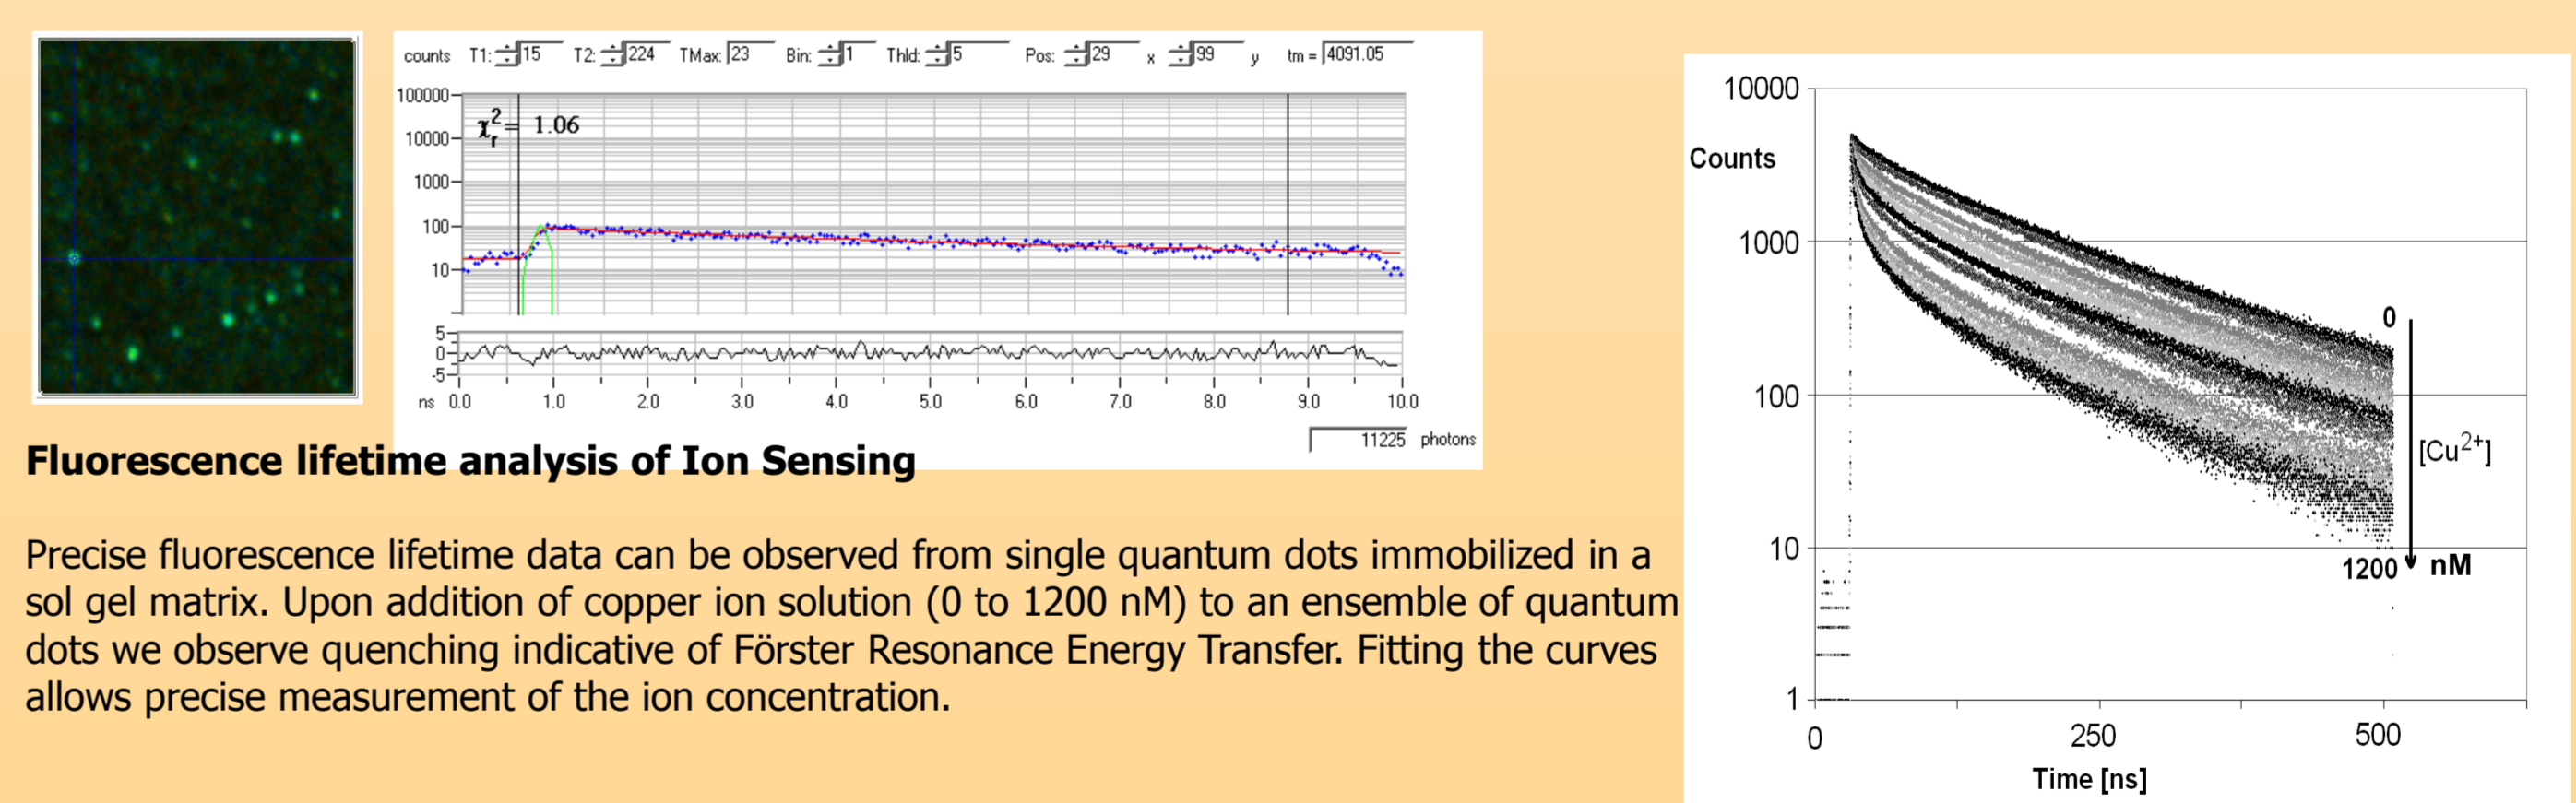 counts T1: 15 T2: 224 TMax: 23 Bin: 1 Thld: 5 Pos: 29 x 99 y tm = 4091.05
100000
10000
1000
100
10
χ²r = 1.06
5
0
-5
ns 0.0 1.0 2.0 3.0 4.0 5.0 6.0 7.0 8.0 9.0 10.0
11225 photons
Fluorescence lifetime analysis of Ion Sensing
Precise fluorescence lifetime data can be observed from single quantum dots immobilized in a
sol gel matrix. Upon addition of copper ion solution (0 to 1200 nM) to an ensemble of quantum
dots we observe quenching indicative of Förster Resonance Energy Transfer. Fitting the curves
allows precise measurement of the ion concentration.
10000
Counts
1000
100
10
1
0
[Cu²⁺]
1200 nM
0 250 500
Time [ns]